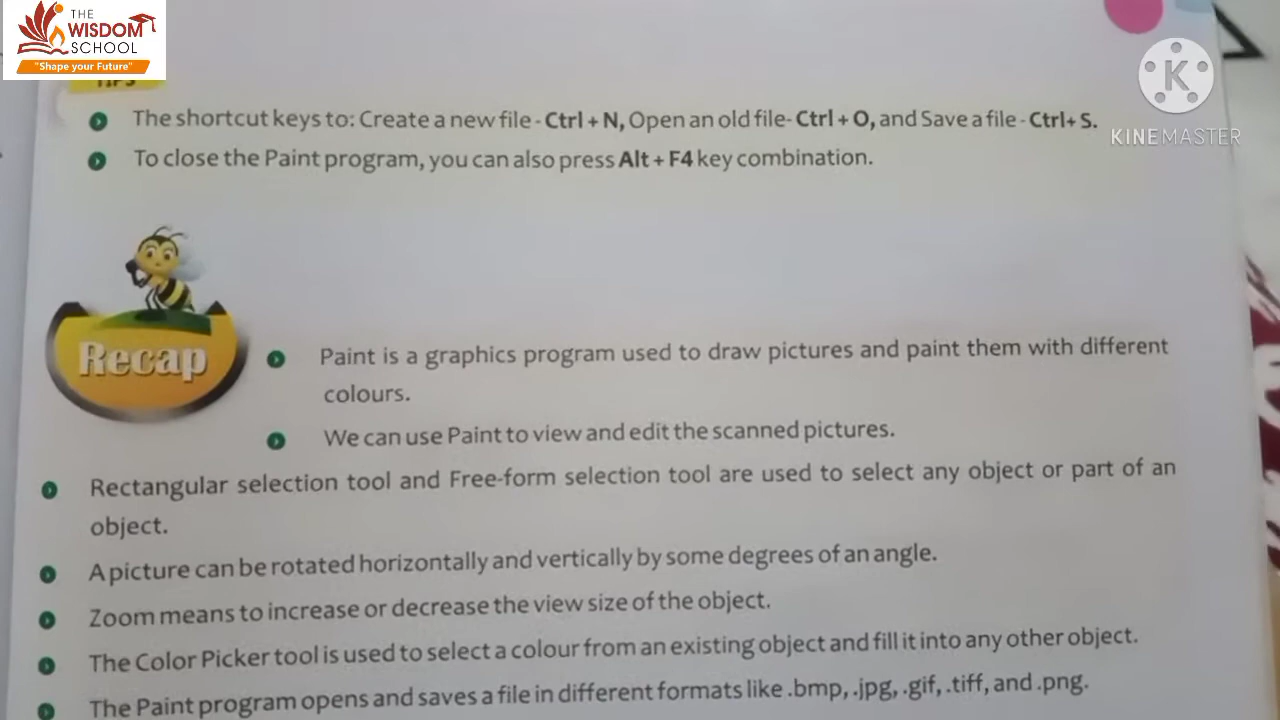 THE
WISDOM
SCHOOL
"Shape your Future"
TIPS
The shortcut keys to: Create a new file - Ctrl + N, Open an old file- Ctrl + O, and Save a file - Ctrl+ S.
To close the Paint program, you can also press Alt + F4 key combination.
KINEMASTER
Recap
Paint is a graphics program used to draw pictures and paint them with different
colours.
We can use Paint to view and edit the scanned pictures.
Rectangular selection tool and Free-form selection tool are used to select any object or part of an
object.
A picture can be rotated horizontally and vertically by some degrees of an angle.
Zoom means to increase or decrease the view size of the object.
The Color Picker tool is used to select a colour from an existing object and fill it into any other object.
The Paint program opens and saves a file in different formats like .bmp, .jpg, .gif, .tiff, and .png.